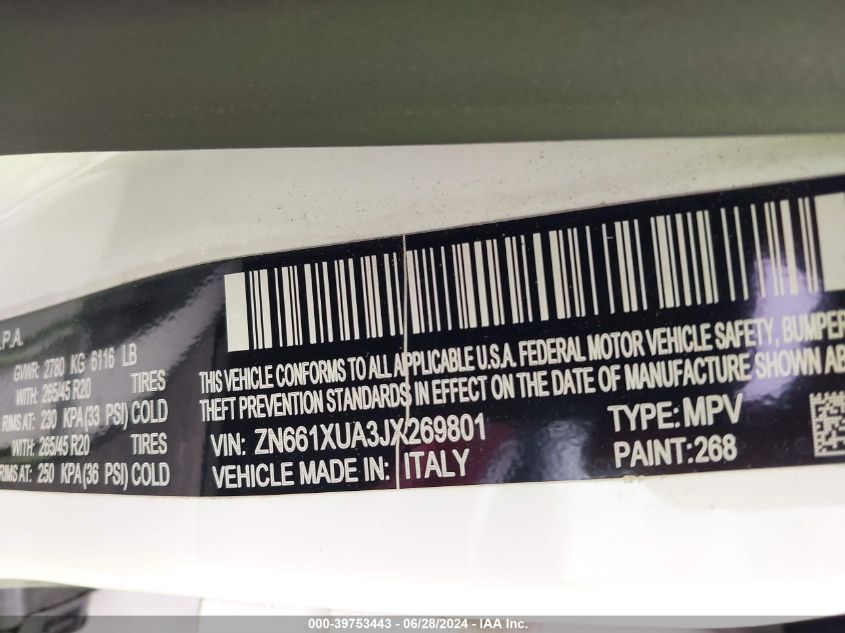 .P.A.
GVWR: 2780 KG 6116 LB
WITH: 265/45 R20 TIRES
RIMS AT: 230 KPA (33 PSI) COLD
WITH: 265/45 R20 TIRES
RIMS AT: 250 KPA (36 PSI) COLD
THIS VEHICLE CONFORMS TO ALL APPLICABLE U.S.A. FEDERAL MOTOR VEHICLE SAFETY, BUMPER
THEFT PREVENTION STANDARDS IN EFFECT ON THE DATE OF MANUFACTURE SHOWN AB
VIN: ZN661XUA3JX269801 TYPE: MPV
VEHICLE MADE IN: ITALY PAINT: 268
000-39753443 - 06/28/2024 - IAA Inc.